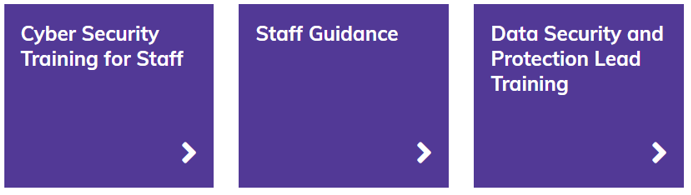 Cyber Security
Training for Staff
Staff Guidance
Data Security and
Protection Lead
Training